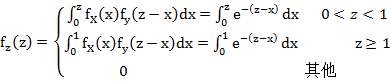 f_z(z) = { ∫_0^z f_X(x)f_y(z−x)dx = ∫_0^z e^{−(z−x)} dx    0 < z < 1
∫_0^1 f_X(x)f_y(z−x)dx = ∫_0^1 e^{−(z−x)} dx    z ≥ 1
0    其他